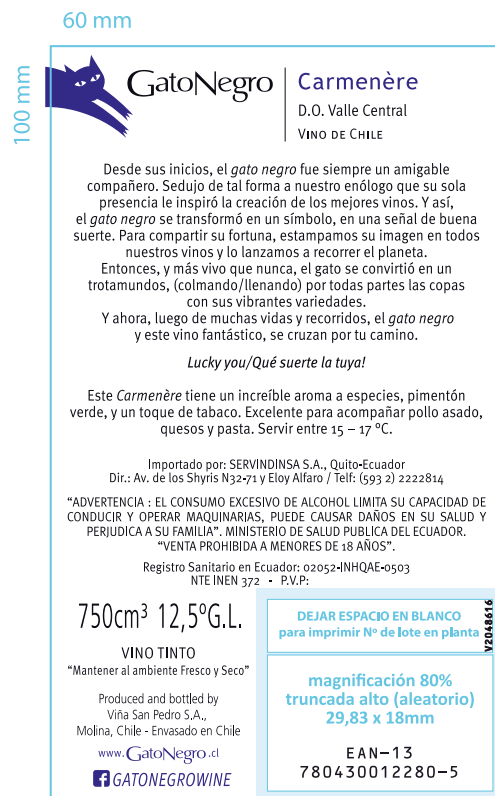 60 mm
100 mm
GatoNegro
Carmenère
D.O. Valle Central
VINO DE CHILE
Desde sus inicios, el gato negro fue siempre un amigable
compañero. Sedujo de tal forma a nuestro enólogo que su sola
presencia le inspiró la creación de los mejores vinos. Y así,
el gato negro se transformó en un símbolo, en una señal de buena
suerte. Para compartir su fortuna, estampamos su imagen en todos
nuestros vinos y lo lanzamos a recorrer el planeta.
Entonces, y más vivo que nunca, el gato se convirtió en un
trotamundos, (colmando/llenando) por todas partes las copas
con sus vibrantes variedades.
Y ahora, luego de muchas vidas y recorridos, el gato negro
y este vino fantástico, se cruzan por tu camino.
Lucky you/Qué suerte la tuya!
Este Carmenère tiene un increíble aroma a especies, pimentón
verde, y un toque de tabaco. Excelente para acompañar pollo asado,
quesos y pasta. Servir entre 15 – 17 °C.
Importado por: SERVINDINSA S.A., Quito-Ecuador
Dir.: Av. de los Shyris N32-71 y Eloy Alfaro / Telf: (593 2) 2222814
“ADVERTENCIA : EL CONSUMO EXCESIVO DE ALCOHOL LIMITA SU CAPACIDAD DE
CONDUCIR Y OPERAR MAQUINARIAS, PUEDE CAUSAR DAÑOS EN SU SALUD Y
PERJUDICA A SU FAMILIA”. MINISTERIO DE SALUD PUBLICA DEL ECUADOR.
“VENTA PROHIBIDA A MENORES DE 18 AÑOS”.
Registro Sanitario en Ecuador: 02052-INHQAE-0503
NTE INEN 372 - P.V.P:
750cm³ 12,5ºG.L.
VINO TINTO
“Mantener al ambiente Fresco y Seco”
Produced and bottled by
Viña San Pedro S.A.,
Molina, Chile - Envasado en Chile
www.GatoNegro.cl
GATONEGROWINE
DEJAR ESPACIO EN BLANCO
para imprimir Nº de lote en planta
V2048616
magnificación 80%
truncada alto (aleatorio)
29,83 x 18mm
EAN-13
780430012280-5